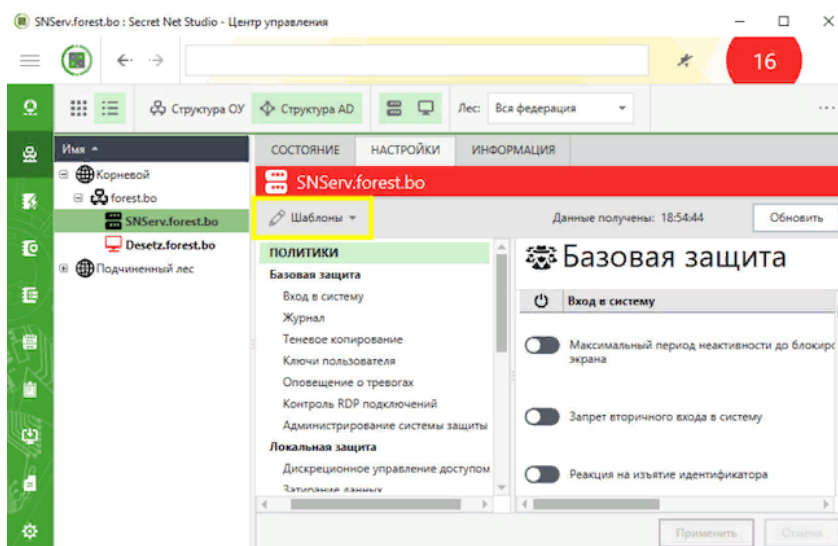 SNServ.forest.bo : Secret Net Studio - Центр управления
16
Структура ОУ
Структура AD
Лес:
Вся федерация
Имя
СОСТОЯНИЕ
НАСТРОЙКИ
ИНФОРМАЦИЯ
Корневой
SNServ.forest.bo
forest.bo
SNServ.forest.bo
Шаблоны
Данные получены: 18:54:44
Обновить
Desetz.forest.bo
Подчиненный лес
ПОЛИТИКИ
Базовая защита
Вход в систему
Журнал
Теневое копирование
Ключи пользователя
Оповещение о тревогах
Контроль RDP подключений
Администрирование системы защиты
Локальная защита
Дискреционное управление доступом
Затирание данных
Базовая защита
Вход в систему
Максимальный период неактивности до блокирс
экрана
Запрет вторичного входа в систему
Реакция на изъятие идентификатора
Применить
Отмена